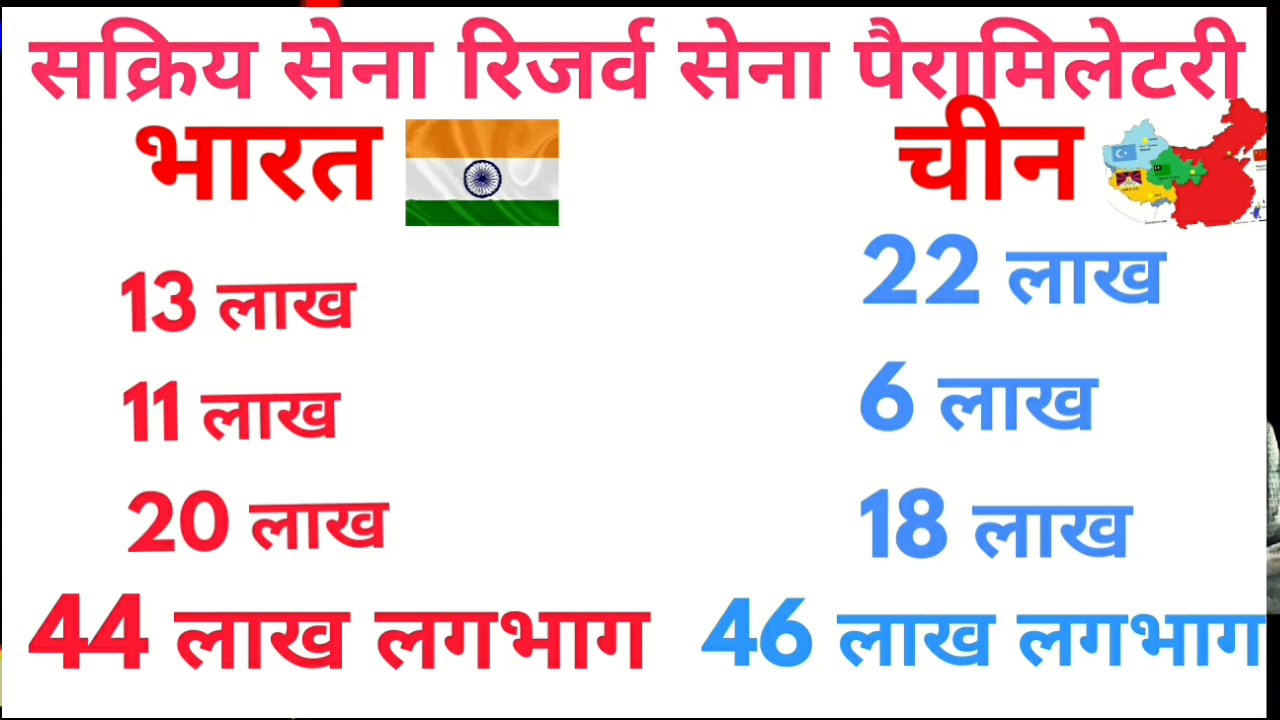 सक्रिय सेना रिजर्व सेना पैरामिलेटरी
भारत चीन
13 लाख 22 लाख
11 लाख 6 लाख
20 लाख 18 लाख
44 लाख लगभाग 46 लाख लगभाग